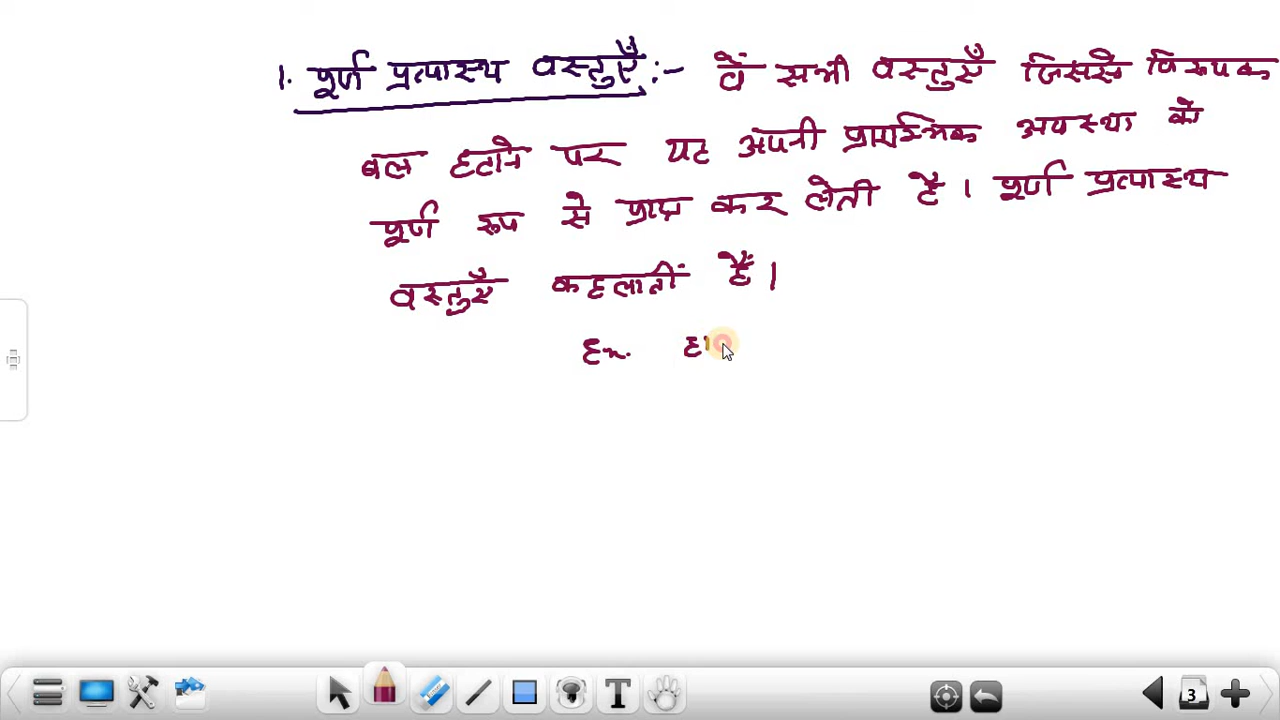 1. पूर्ण प्रत्यास्थ वस्तुएँ :- वें सभी वस्तुएँ जिससे विरूपक
बल हटाने पर यह अपनी प्रारम्भिक अवस्था को
पूर्ण रूप से प्राप्त कर लेती है। पूर्ण प्रत्यास्थ
वस्तुएँ कहलातीं हैं।
Ex.
3